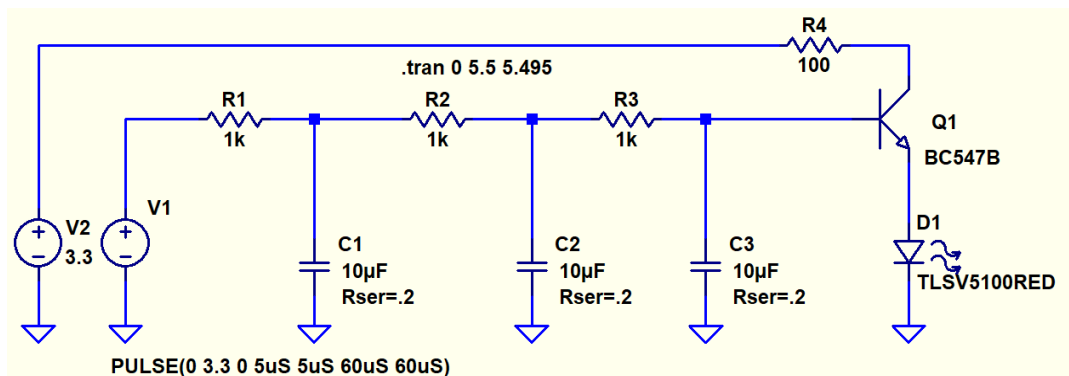 R4
100
.tran 0 5.5 5.495
R1
1k
R2
1k
R3
1k
Q1
BC547B
V2
3.3
V1
C1
10µF
Rser=.2
C2
10µF
Rser=.2
C3
10µF
Rser=.2
D1
TLSV5100RED
PULSE(0 3.3 0 5uS 5uS 60uS 60uS)